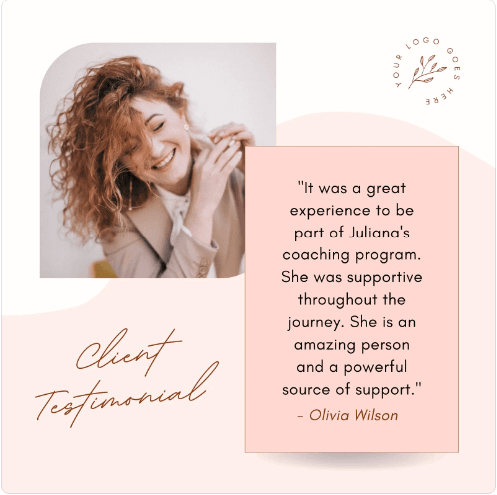 YOUR LOGO GOES HERE
"It was a great
experience to be
part of Juliana's
coaching program.
She was supportive
throughout the
journey. She is an
amazing person
and a powerful
source of support."
- Olivia Wilson
Client
Testimonial